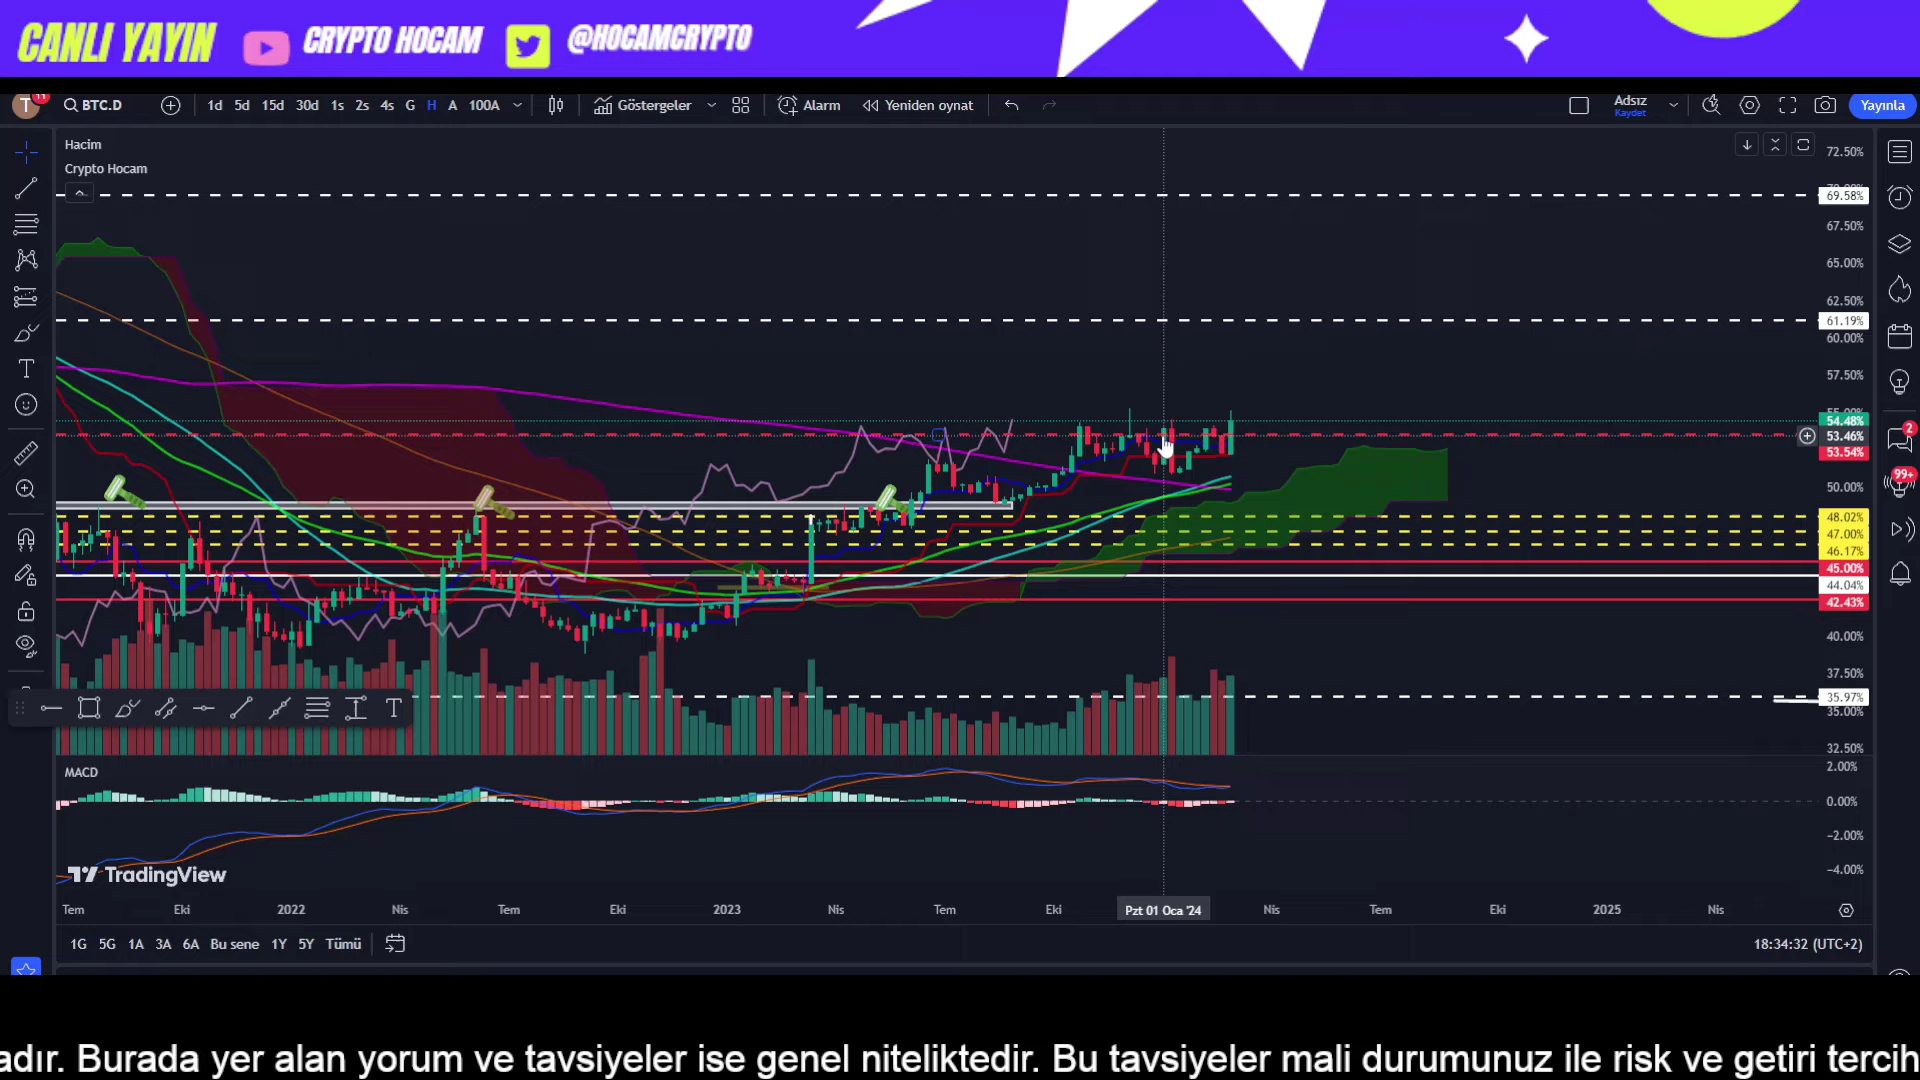 CANLI YAYIN CRYPTO HOCAM @HOCAMCRYPTO
T 11 BTC.D 1d 5d 15d 30d 1s 2s 4s G H A 100A Göstergeler Alarm Yeniden oynat Adsız Kaydet Yayınla
Hacim
Crypto Hocam
72.50%
69.58%
67.50%
65.00%
62.50%
61.19%
60.00%
57.50%
54.48%
53.46%
53.54%
50.00%
48.02%
47.00%
46.17%
45.00%
44.04%
42.43%
40.00%
37.50%
35.97%
35.00%
32.50%
2
99+
T
MACD
2.00%
0.00%
−2.00%
−4.00%
TradingView
Tem Eki 2022 Nis Tem Eki 2023 Nis Tem Eki Pzt 01 Oca '24 Nis Tem Eki 2025 Nis
1G 5G 1A 3A 6A Bu sene 1Y 5Y Tümü 18:34:32 (UTC+2)
adır. Burada yer alan yorum ve tavsiyeler ise genel niteliktedir. Bu tavsiyeler mali durumunuz ile risk ve getiri tercih